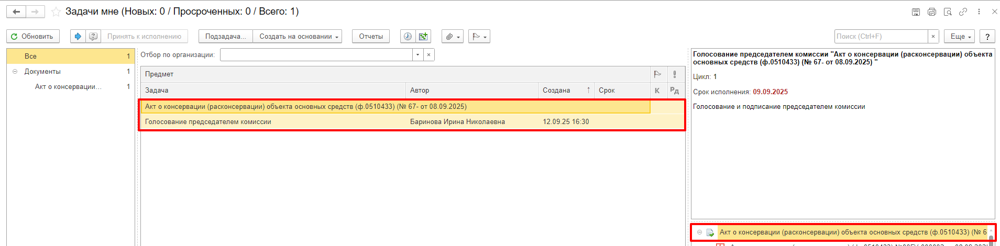 Задачи мне (Новых: 0 / Просроченных: 0 / Всего: 1)
Обновить Принять к исполнению Подзадача... Создать на основании Отчеты Поиск (Ctrl+F) × Еще ?
Все 1
Документы 1
Акт о консервации... 1
Отбор по организации:
Предмет
Задача Автор Создана ↑ Срок К Рд
Акт о консервации (расконсервации) объекта основных средств (ф.0510433) (№ 67- от 08.09.2025)
Голосование председателем комиссии Баринова Ирина Николаевна 12.09.25 16:30
Голосование председателем комиссии "Акт о консервации (расконсервации) объекта
основных средств (ф.0510433) (№ 67- от 08.09.2025) "
Цикл: 1
Срок исполнения: 09.09.2025
Голосование и подписание председателем комиссии
Акт о консервации (расконсервации) объекта основных средств (ф.0510433) (№ 6